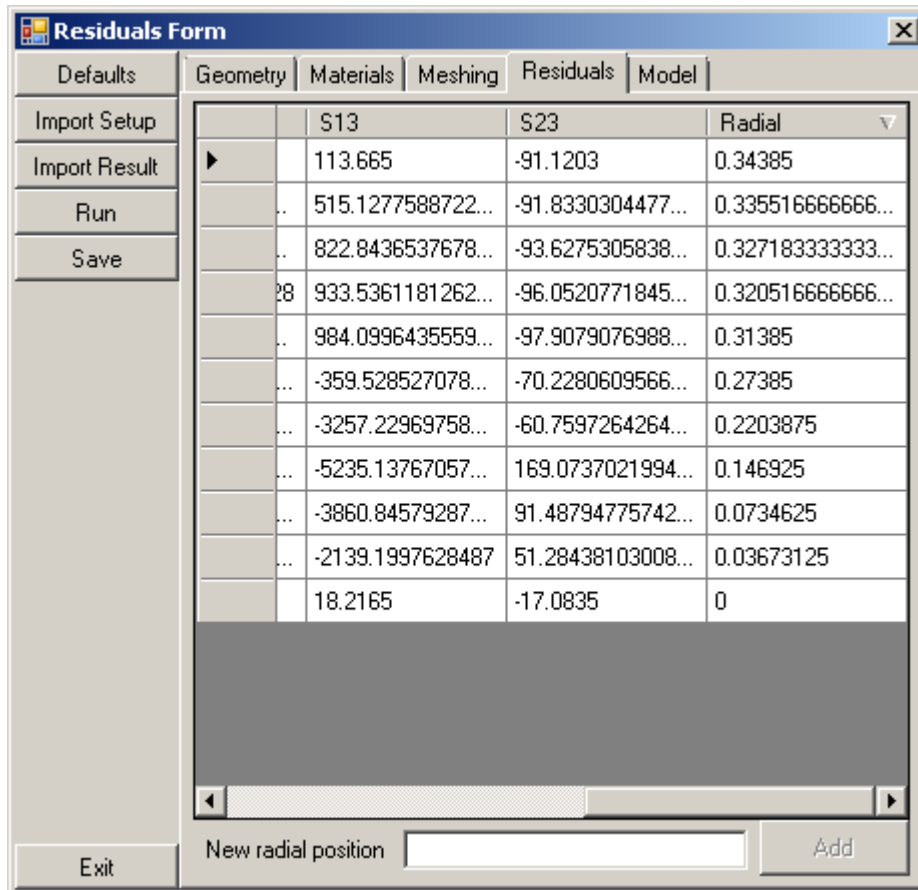 Residuals Form
Defaults
Import Setup
Import Result
Run
Save
Exit
Geometry Materials Meshing Residuals Model
S13 S23 Radial
113.665 -91.1203 0.34385
.. 515.1277588722... -91.8330304477... 0.335516666666...
.. 822.8436537678... -93.6275305838... 0.327183333333...
28 933.5361181262... -96.0520771845... 0.320516666666...
.. 984.0996435559... -97.9079076988... 0.31385
... -359.528527078... -70.2280609566... 0.27385
... -3257.22969758... -60.7597264264... 0.2203875
... -5235.13767057... 169.0737021994... 0.146925
... -3860.84579287... 91.48794775742... 0.0734625
... -2139.1997628487 51.28438103008... 0.03673125
18.2165 -17.0835 0
New radial position Add